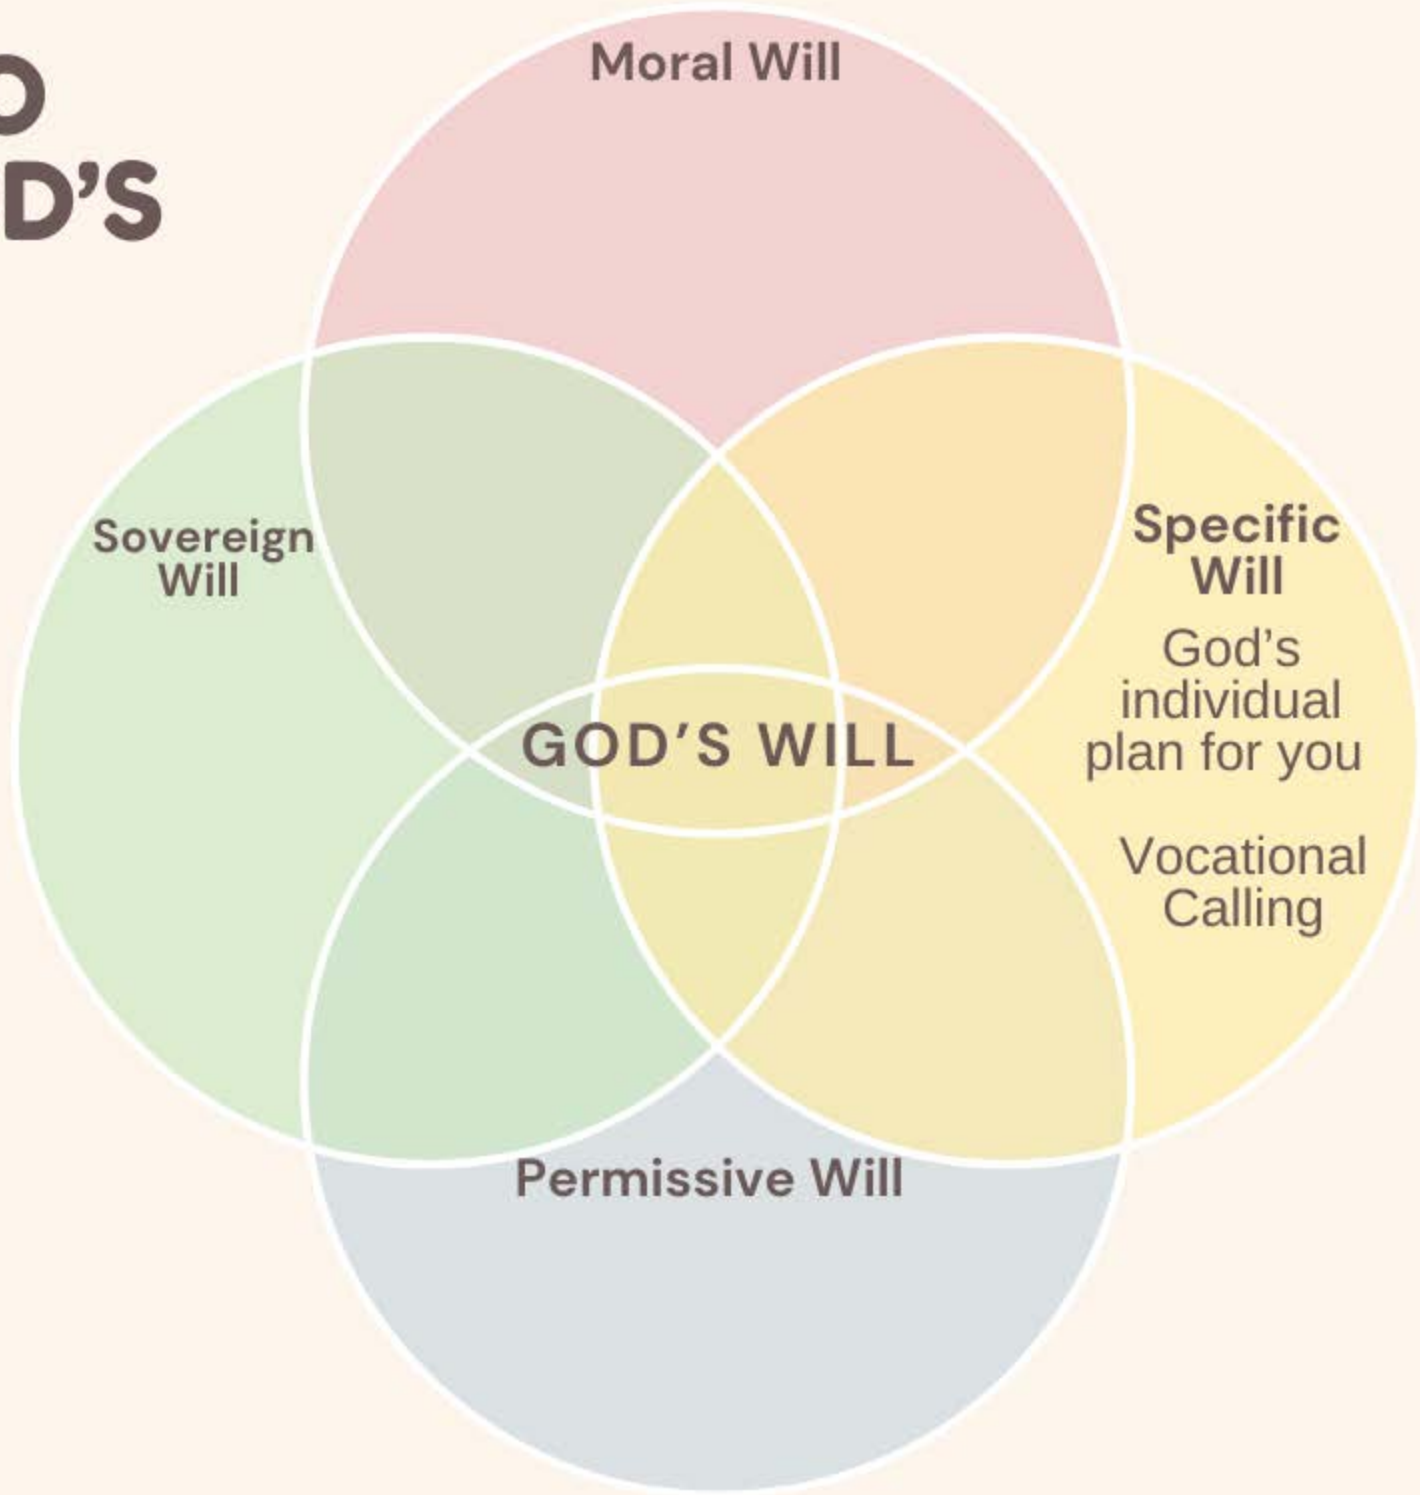 O
D'S
Moral Will
Sovereign
Will
Specific
Will
God's
individual
plan for you
Vocational
Calling
GOD'S WILL
Permissive Will